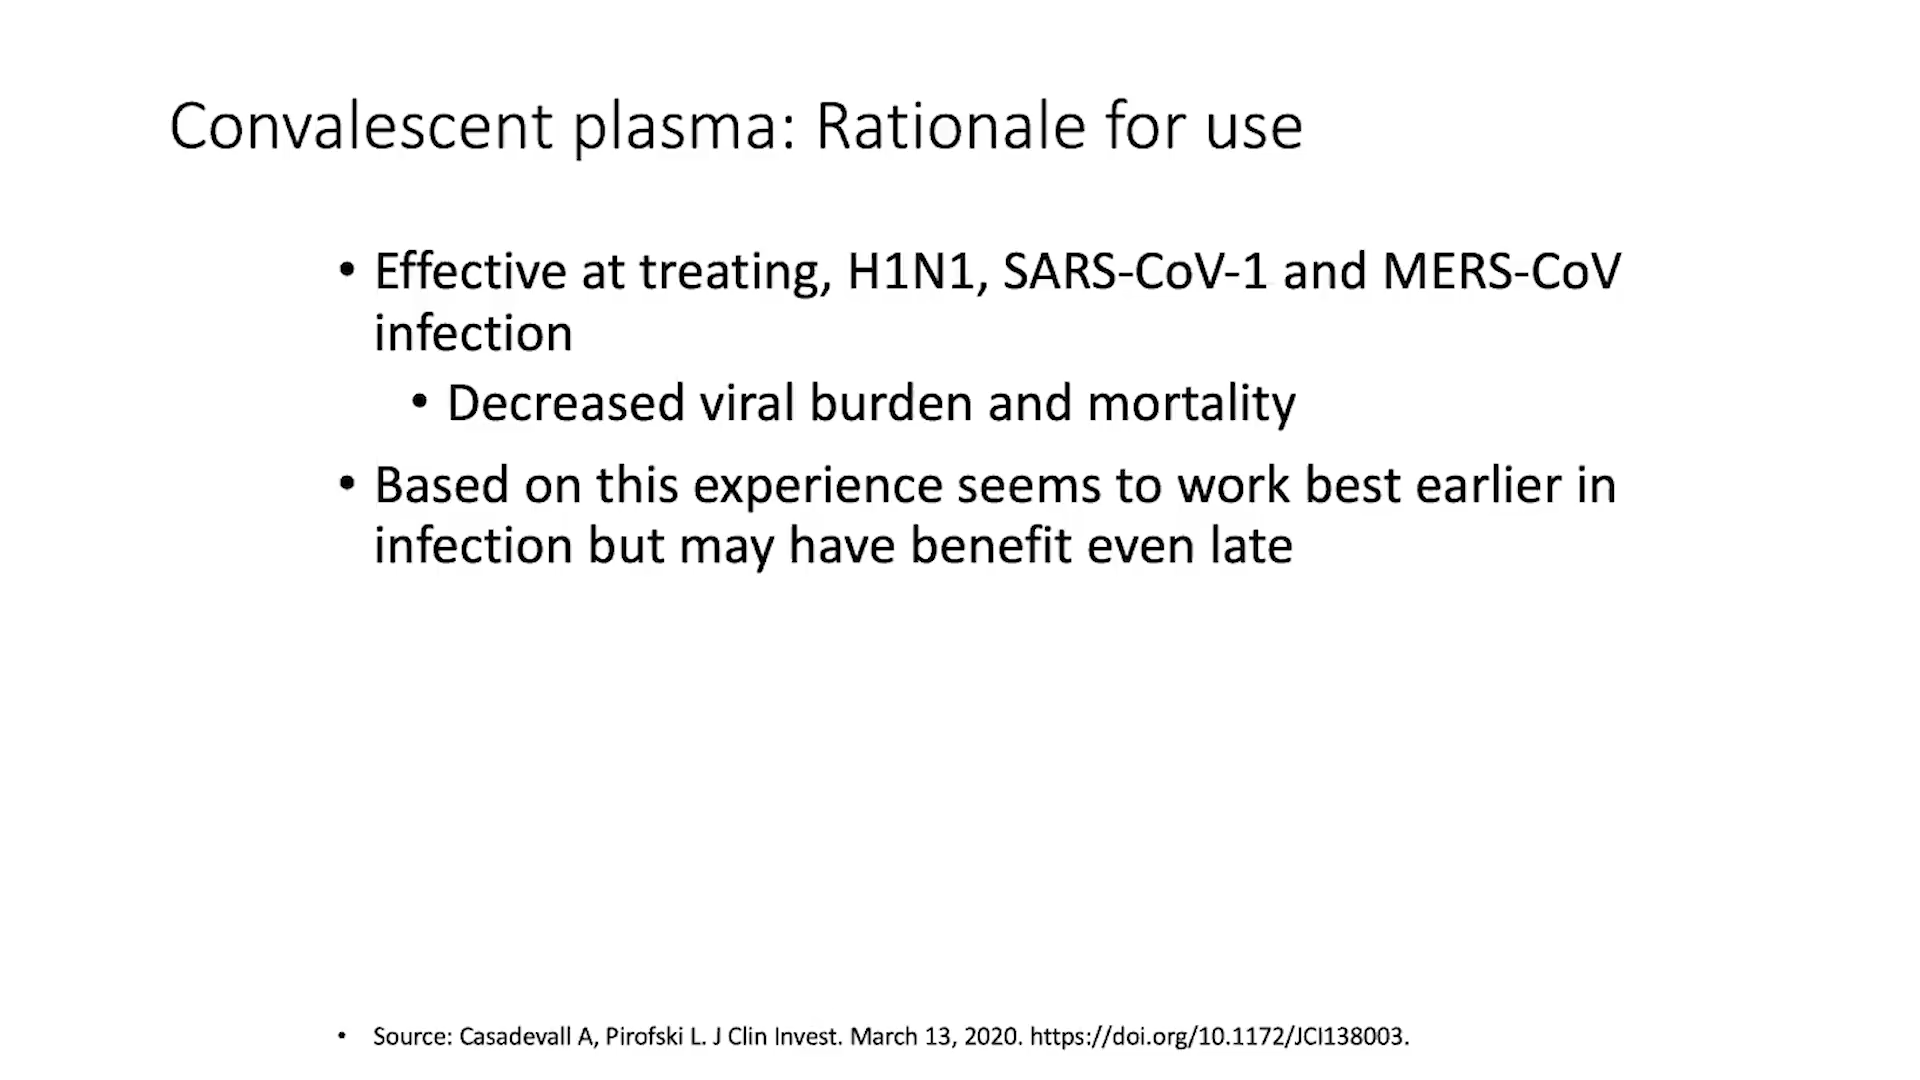 Convalescent plasma: Rationale for use
• Effective at treating, H1N1, SARS-CoV-1 and MERS-CoV
infection
• Decreased viral burden and mortality
• Based on this experience seems to work best earlier in
infection but may have benefit even late
• Source: Casadevall A, Pirofski L. J Clin Invest. March 13, 2020. https://doi.org/10.1172/JCI138003.